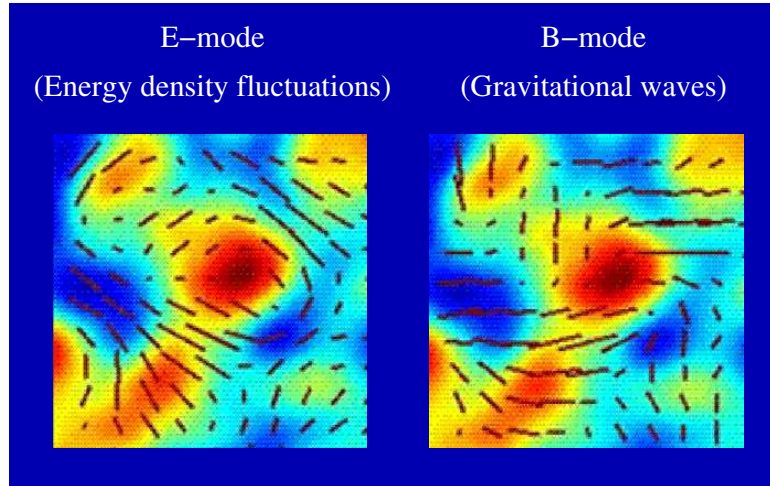 E−mode
(Energy density fluctuations)
B−mode
(Gravitational waves)